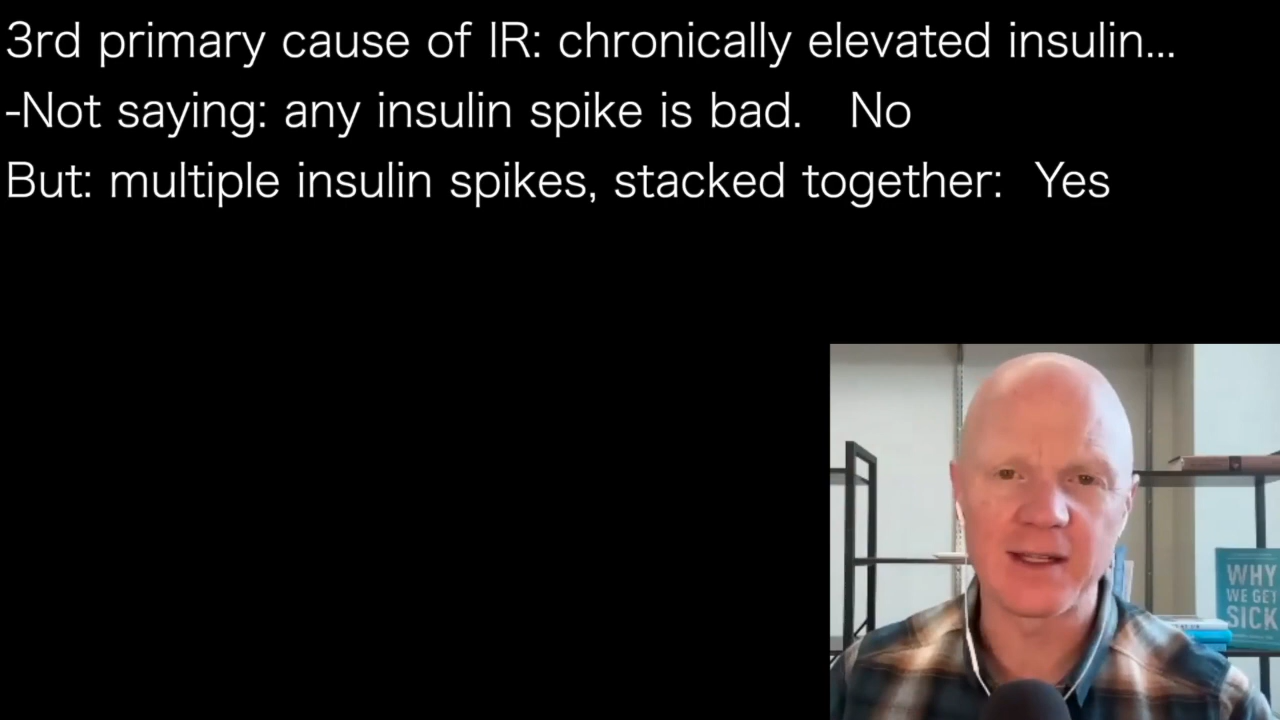 3rd primary cause of IR: chronically elevated insulin...
-Not saying: any insulin spike is bad. No
But: multiple insulin spikes, stacked together: Yes
WHY
WE GET
SICK